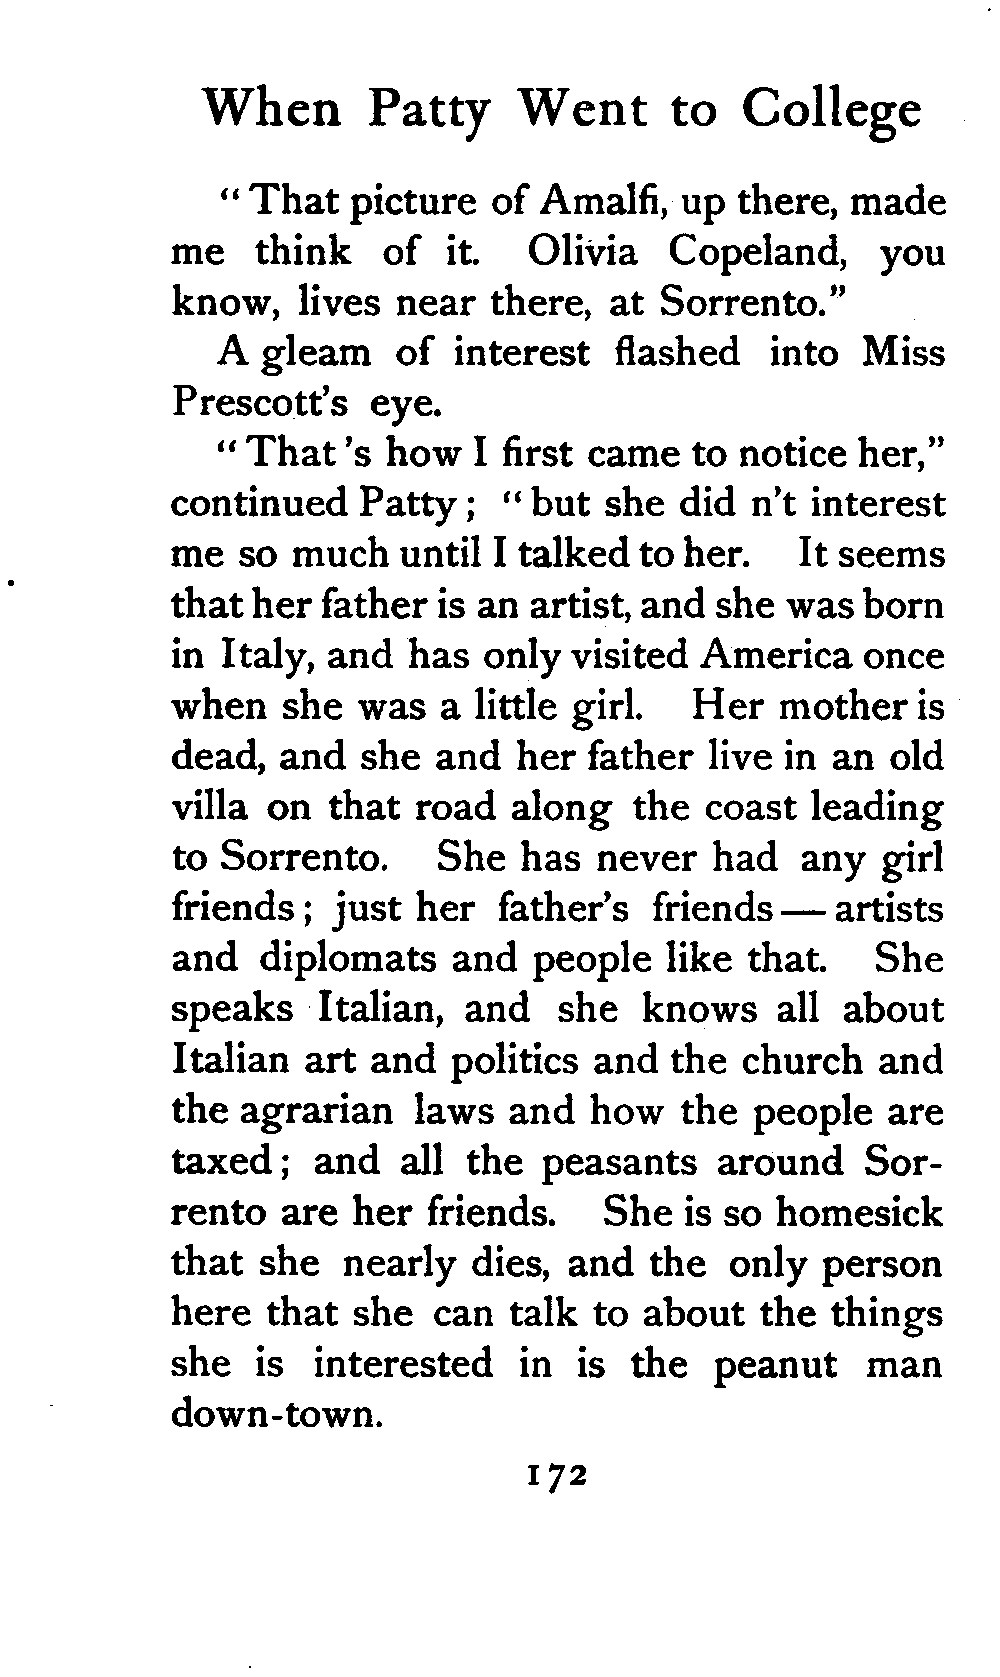 When Patty Went to College
"That picture of Amalfi, up there, made
me think of it. Olivia Copeland, you
know, lives near there, at Sorrento."
A gleam of interest flashed into Miss
Prescott's eye.
"That 's how I first came to notice her,"
continued Patty; "but she did n't interest
me so much until I talked to her. It seems
that her father is an artist, and she was born
in Italy, and has only visited America once
when she was a little girl. Her mother is
dead, and she and her father live in an old
villa on that road along the coast leading
to Sorrento. She has never had any girl
friends; just her father's friends—artists
and diplomats and people like that. She
speaks Italian, and she knows all about
Italian art and politics and the church and
the agrarian laws and how the people are
taxed; and all the peasants around Sor-
rento are her friends. She is so homesick
that she nearly dies, and the only person
here that she can talk to about the things
she is interested in is the peanut man
down-town.
172